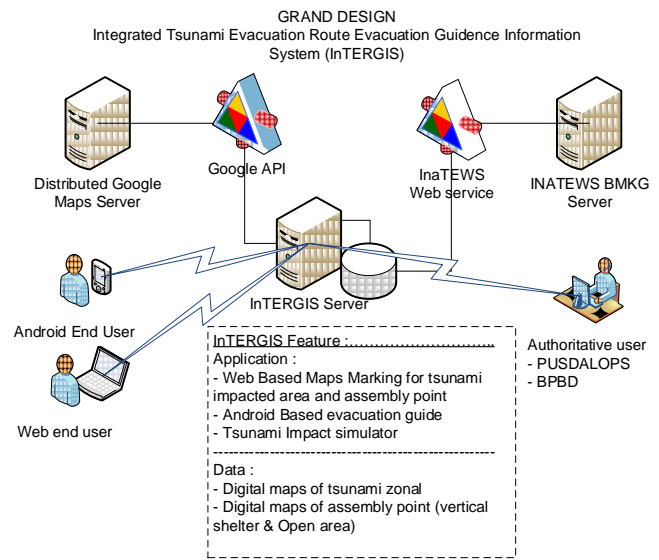 GRAND DESIGN
Integrated Tsunami Evacuation Route Evacuation Guidence Information
System (InTERGIS)
Distributed Google
Maps Server
Google API
InaTEWS
Web service
INATEWS BMKG
Server
InTERGIS Server
Android End User
Web end user
Authoritative user
- PUSDALOPS
- BPBD
InTERGIS Feature :................................
Application :
- Web Based Maps Marking for tsunami
impacted area and assembly point
- Android Based evacuation guide
- Tsunami Impact simulator
------------------------------------------------------
Data :
- Digital maps of tsunami zonal
- Digital maps of assembly point (vertical
shelter & Open area)